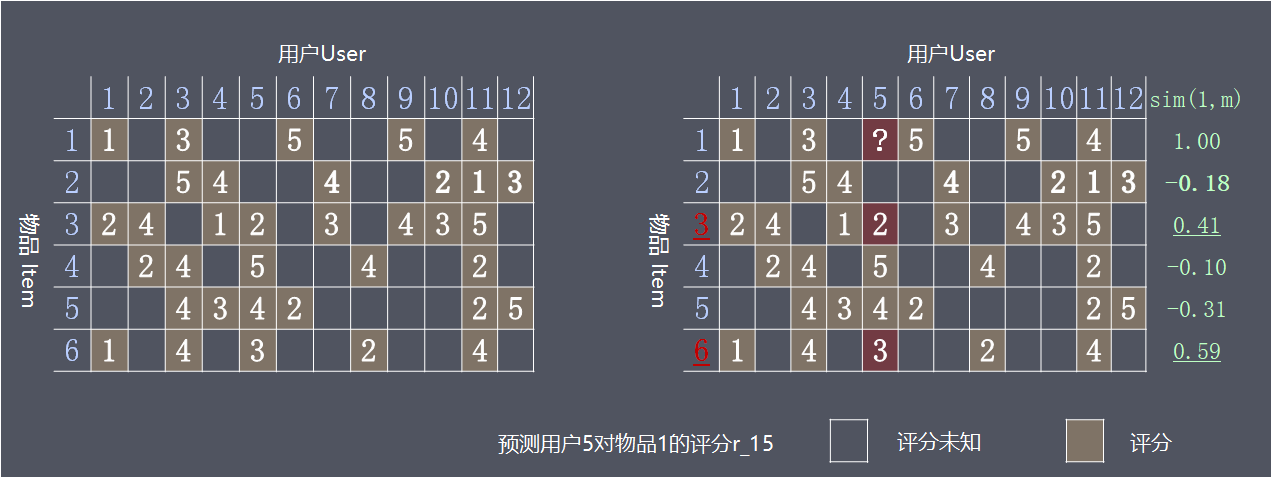 用户User
1 2 3 4 5 6 7 8 9 10 11 12
1 1 3 5 5 4
2 5 4 4 2 1 3
3 2 4 1 2 3 4 3 5
4 2 4 5 4 2
5 4 3 4 2 2 5
6 1 4 3 2 4
物品 Item
用户User
1 2 3 4 5 6 7 8 9 10 11 12 sim(1,m)
1 1 3 ? 5 5 4 1.00
2 5 4 4 2 1 3 -0.18
3 2 4 1 2 3 4 3 5 0.41
4 2 4 5 4 2 -0.10
5 4 3 4 2 2 5 -0.31
6 1 4 3 2 4 0.59
物品 Item
预测用户5对物品1的评分r_15
评分未知
评分